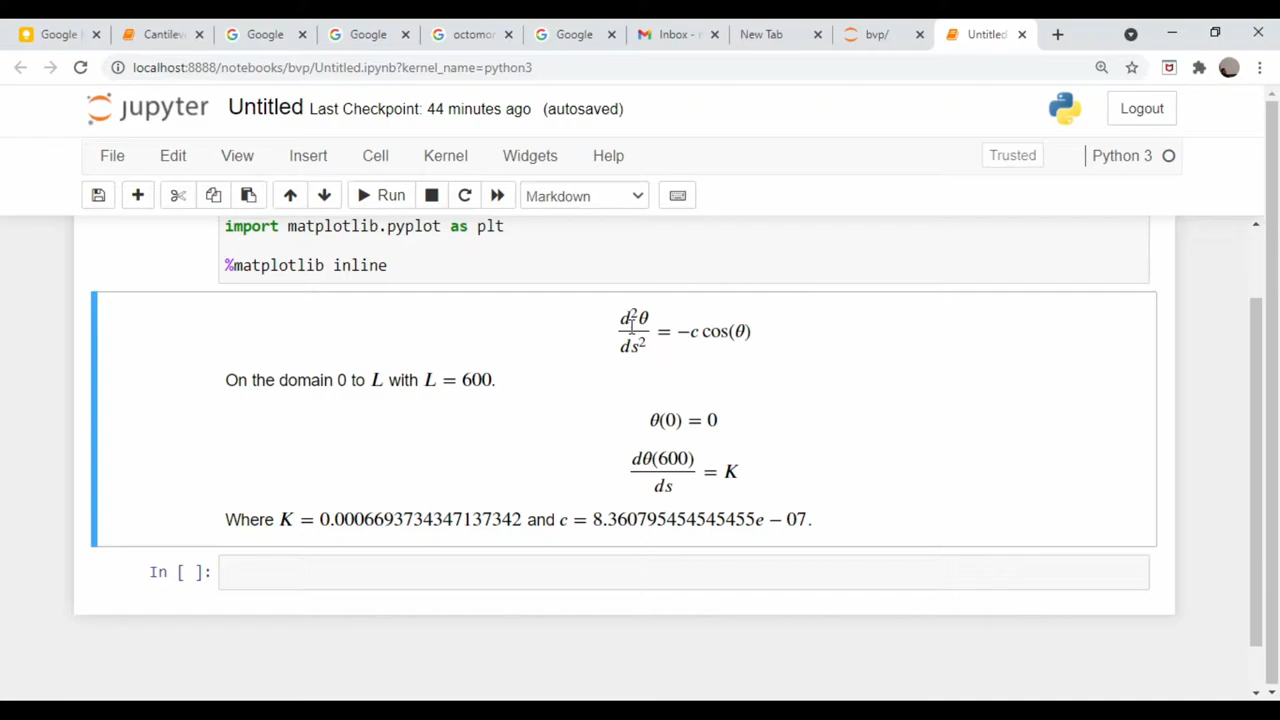 Google Cantilev Google Google octomor Google Inbox - New Tab bvp/ Untitled
localhost:8888/notebooks/bvp/Untitled.ipynb?kernel_name=python3
jupyter Untitled Last Checkpoint: 44 minutes ago (autosaved) Logout
File Edit View Insert Cell Kernel Widgets Help Trusted Python 3
Run Markdown
import matplotlib.pyplot as plt
%matplotlib inline
d²θ/ds² = −c cos(θ)
On the domain 0 to L with L = 600.
θ(0) = 0
dθ(600)/ds = K
Where K = 0.0006693734347137342 and c = 8.360795454545455e − 07.
In [ ]: